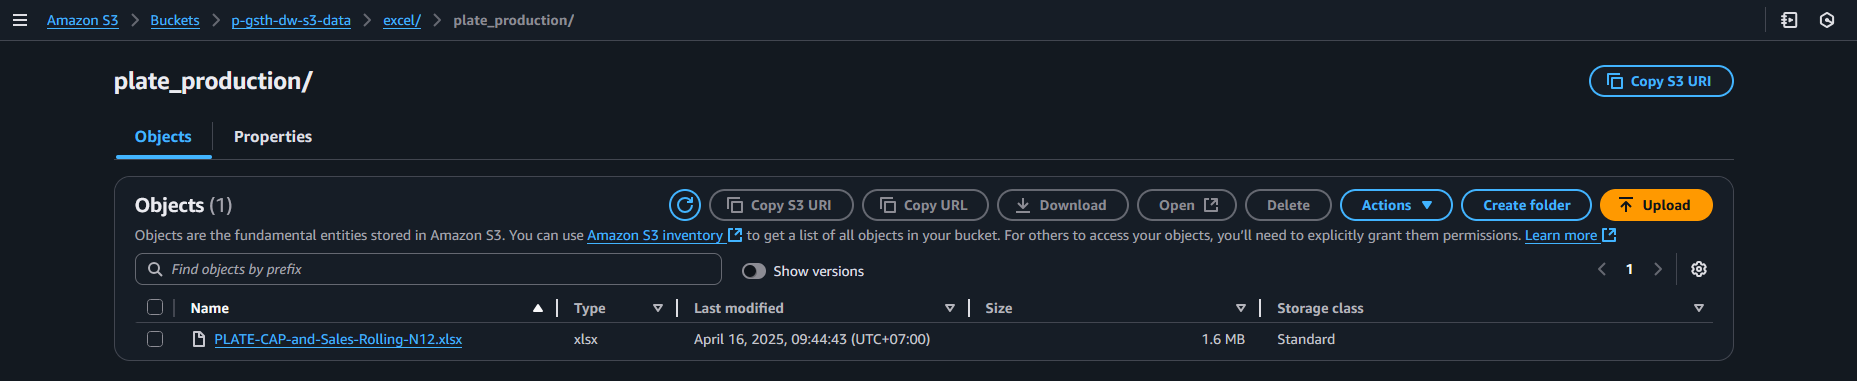 Amazon S3 > Buckets > p-gsth-dw-s3-data > excel/ > plate_production/
plate_production/
Copy S3 URI
Objects Properties
Objects (1) Copy S3 URI Copy URL Download Open Delete Actions Create folder Upload
Objects are the fundamental entities stored in Amazon S3. You can use Amazon S3 inventory to get a list of all objects in your bucket. For others to access your objects, you'll need to explicitly grant them permissions. Learn more
Find objects by prefix Show versions 1
Name Type Last modified Size Storage class
PLATE-CAP-and-Sales-Rolling-N12.xlsx xlsx April 16, 2025, 09:44:43 (UTC+07:00) 1.6 MB Standard